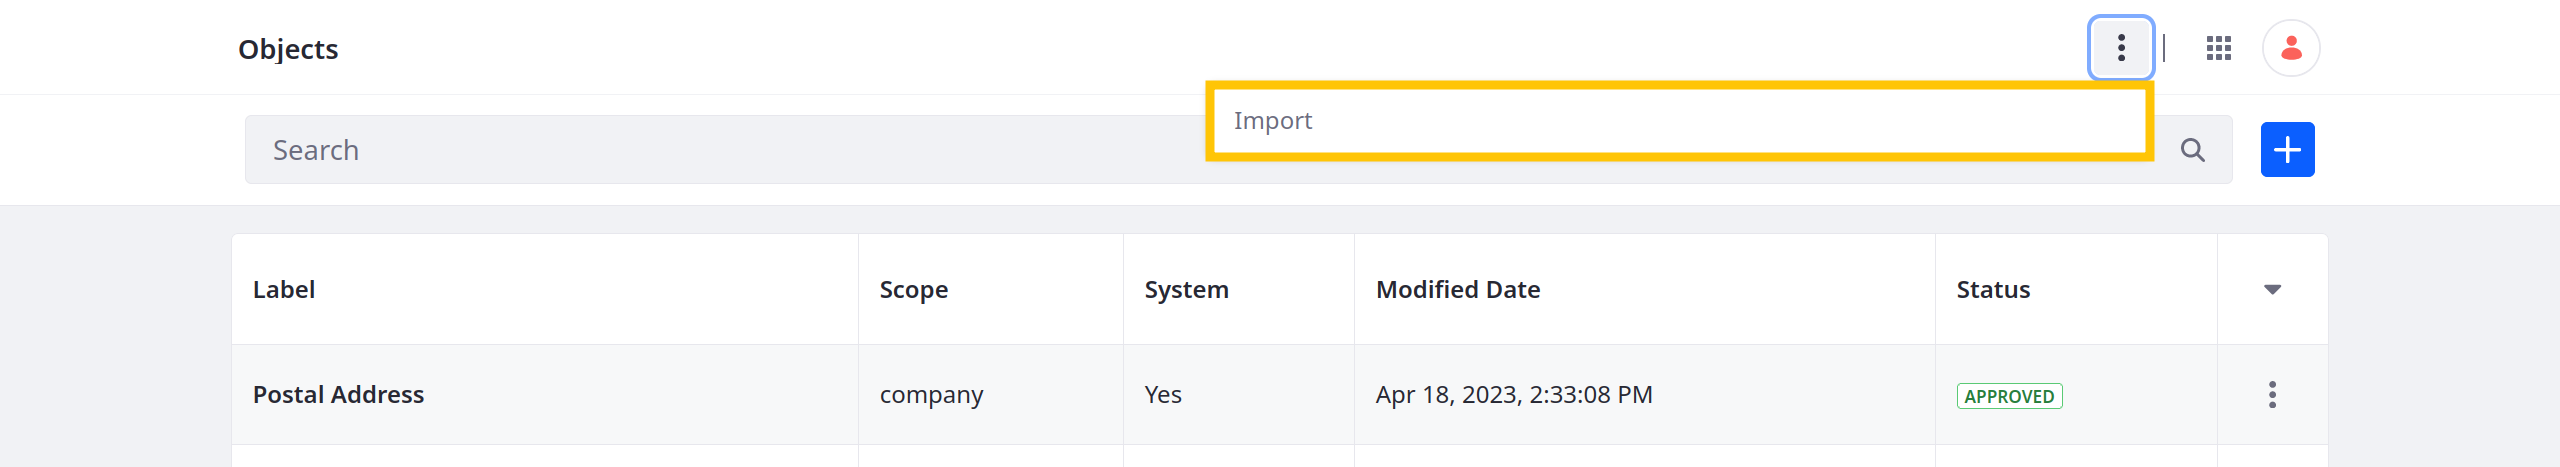 Objects
Import
Search
Label Scope System Modified Date Status
Postal Address company Yes Apr 18, 2023, 2:33:08 PM APPROVED